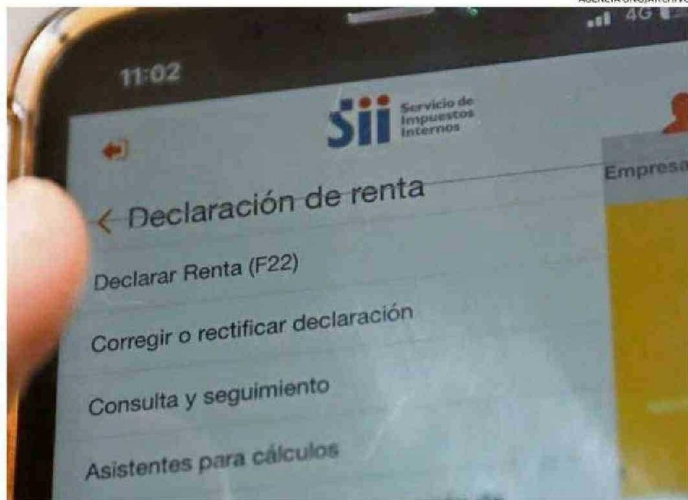 11:02
4G
Sii
Servicio de
Impuestos
Internos
< Declaración de renta
Empresa
Declarar Renta (F22)
Corregir o rectificar declaración
Consulta y seguimiento
Asistentes para cálculos